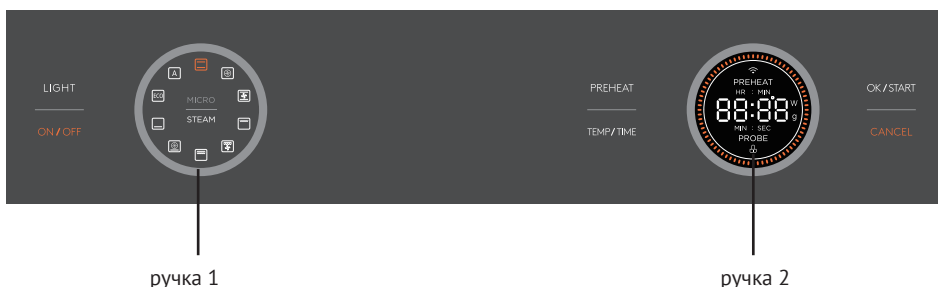 LIGHT
ON / OFF
A
ECO
MICRO
STEAM
PREHEAT
TEMP/TIME
PREHEAT
HR : MIN
88:88
W
g
MIN : SEC
PROBE
OK/START
CANCEL
ручка 1
ручка 2